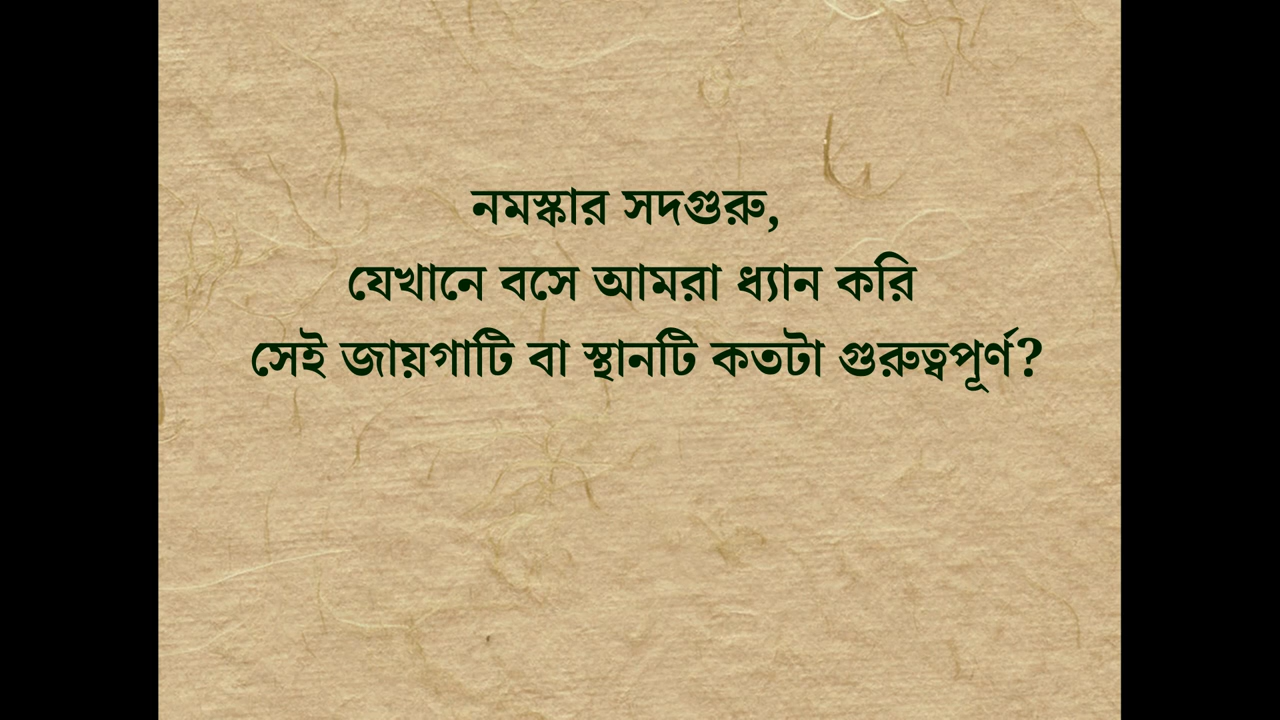 নমস্কার সদগুরু,
যেখানে বসে আমরা ধ্যান করি
সেই জায়গাটি বা স্থানটি কতটা গুরুত্বপূর্ণ?